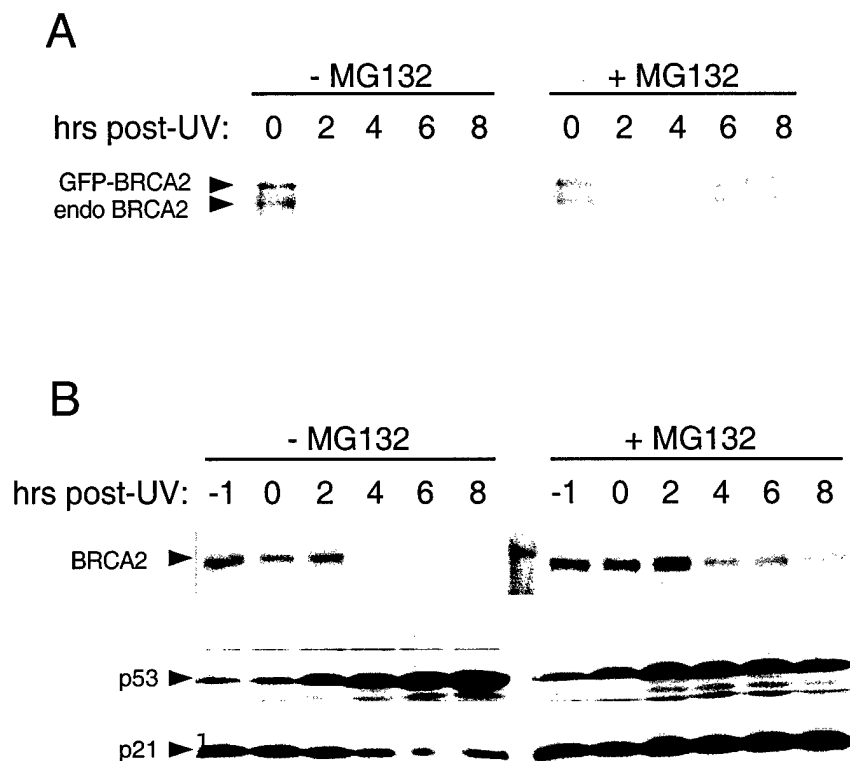 A
- MG132 + MG132
hrs post-UV: 0 2 4 6 8 0 2 4 6 8
GFP-BRCA2
endo BRCA2
B
- MG132 + MG132
hrs post-UV: -1 0 2 4 6 8 -1 0 2 4 6 8
BRCA2
p53
p21